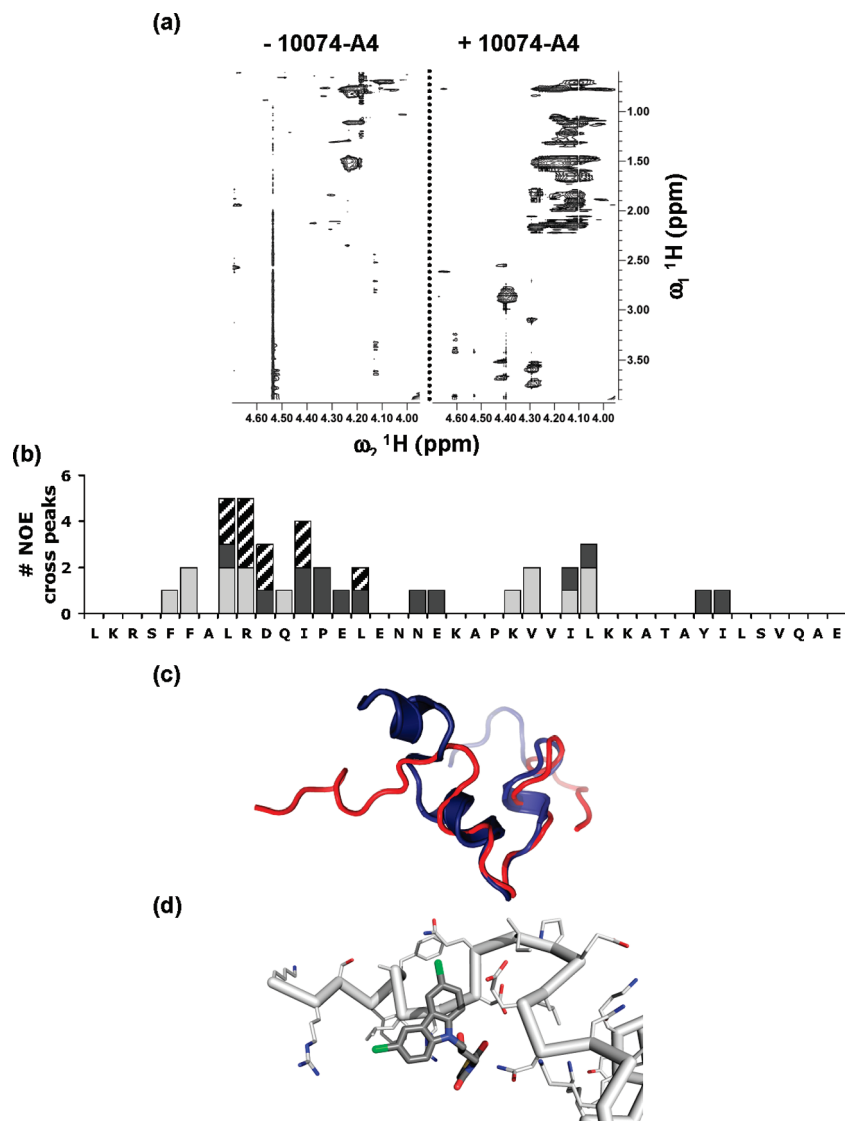 (a)
- 10074-A4 + 10074-A4
1.00
1.50
2.00
2.50
3.00
3.50
ω₁ ¹H (ppm)
4.60 4.50 4.40 4.30 4.20 4.10 4.00 4.60 4.50 4.40 4.30 4.20 4.10 4.00
ω₂ ¹H (ppm)
(b)
# NOE
cross peaks
6
4
2
0
L K R S F F A L R D Q I P E L E N N E K A P K V V I L K K A T A Y I L S V Q A E
(c)
(d)